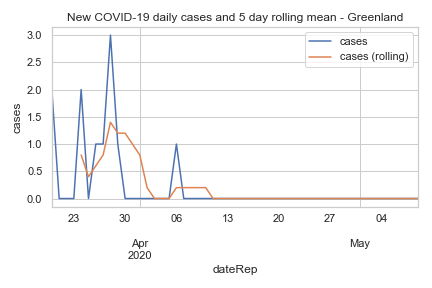 New COVID-19 daily cases and 5 day rolling mean - Greenland
cases
cases (rolling)
3.0
2.5
2.0
1.5
1.0
0.5
0.0
cases
23 30 06 13 20 27 04
Apr May
2020
dateRep